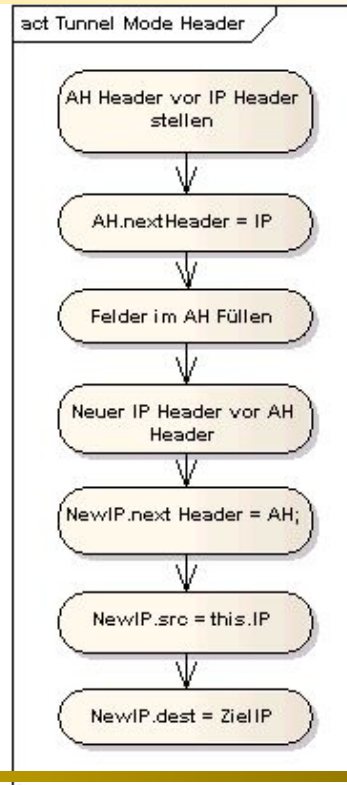 act Tunnel Mode Header
AH Header vor IP Header
stellen
AH.nextHeader = IP
Felder im AH Füllen
Neuer IP Header vor AH
Header
NewIP.next Header = AH;
NewIP.src = this.IP
NewIP.dest = ZielIP